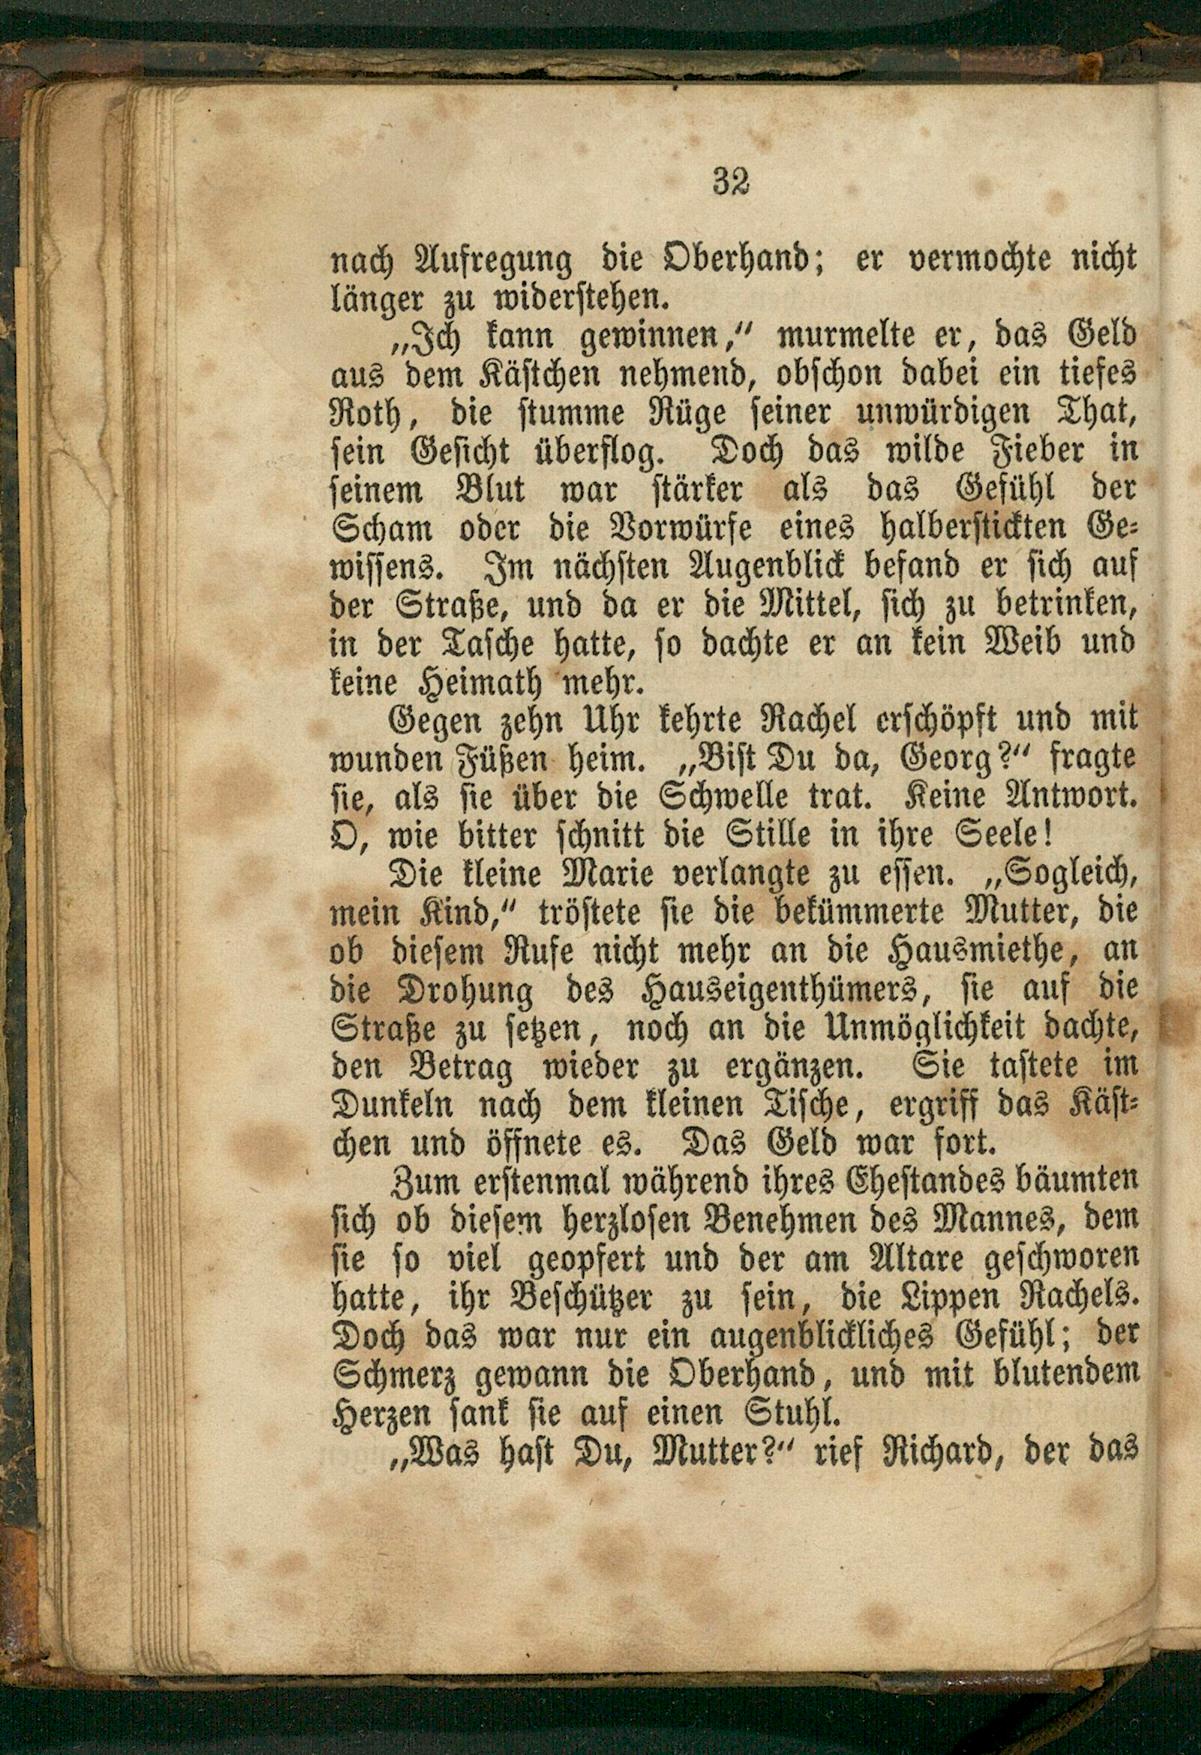 32
nach Aufregung die Oberhand; er vermochte nicht
länger zu widerstehen.
„Ich kann gewinnen,“ murmelte er, das Geld
aus dem Kästchen nehmend, obschon dabei ein tiefes
Roth, die stumme Rüge seiner unwürdigen That,
sein Gesicht überflog. Doch das wilde Fieber in
seinem Blut war stärker als das Gefühl der
Scham oder die Vorwürfe eines halberstickten Ge-
wissens. Im nächsten Augenblick befand er sich auf
der Straße, und da er die Mittel, sich zu betrinken,
in der Tasche hatte, so dachte er an kein Weib und
keine Heimath mehr.
Gegen zehn Uhr kehrte Rachel erschöpft und mit
wunden Füßen heim. „Bist Du da, Georg?“ fragte
sie, als sie über die Schwelle trat. Keine Antwort.
O, wie bitter schnitt die Stille in ihre Seele!
Die kleine Marie verlangte zu essen. „Sogleich,
mein Kind,“ tröstete sie die bekümmerte Mutter, die
ob diesem Rufe nicht mehr an die Hausmiethe, an
die Drohung des Hauseigenthümers, sie auf die
Straße zu setzen, noch an die Unmöglichkeit dachte,
den Betrag wieder zu ergänzen. Sie tastete im
Dunkeln nach dem kleinen Tische, ergriff das Käst-
chen und öffnete es. Das Geld war fort.
Zum erstenmal während ihres Ehestandes bäumten
sich ob diesem herzlosen Benehmen des Mannes, dem
sie so viel geopfert und der am Altare geschworen
hatte, ihr Beschützer zu sein, die Lippen Rachels.
Doch das war nur ein augenblickliches Gefühl; der
Schmerz gewann die Oberhand, und mit blutendem
Herzen sank sie auf einen Stuhl.
„Was hast Du, Mutter?“ rief Richard, der das